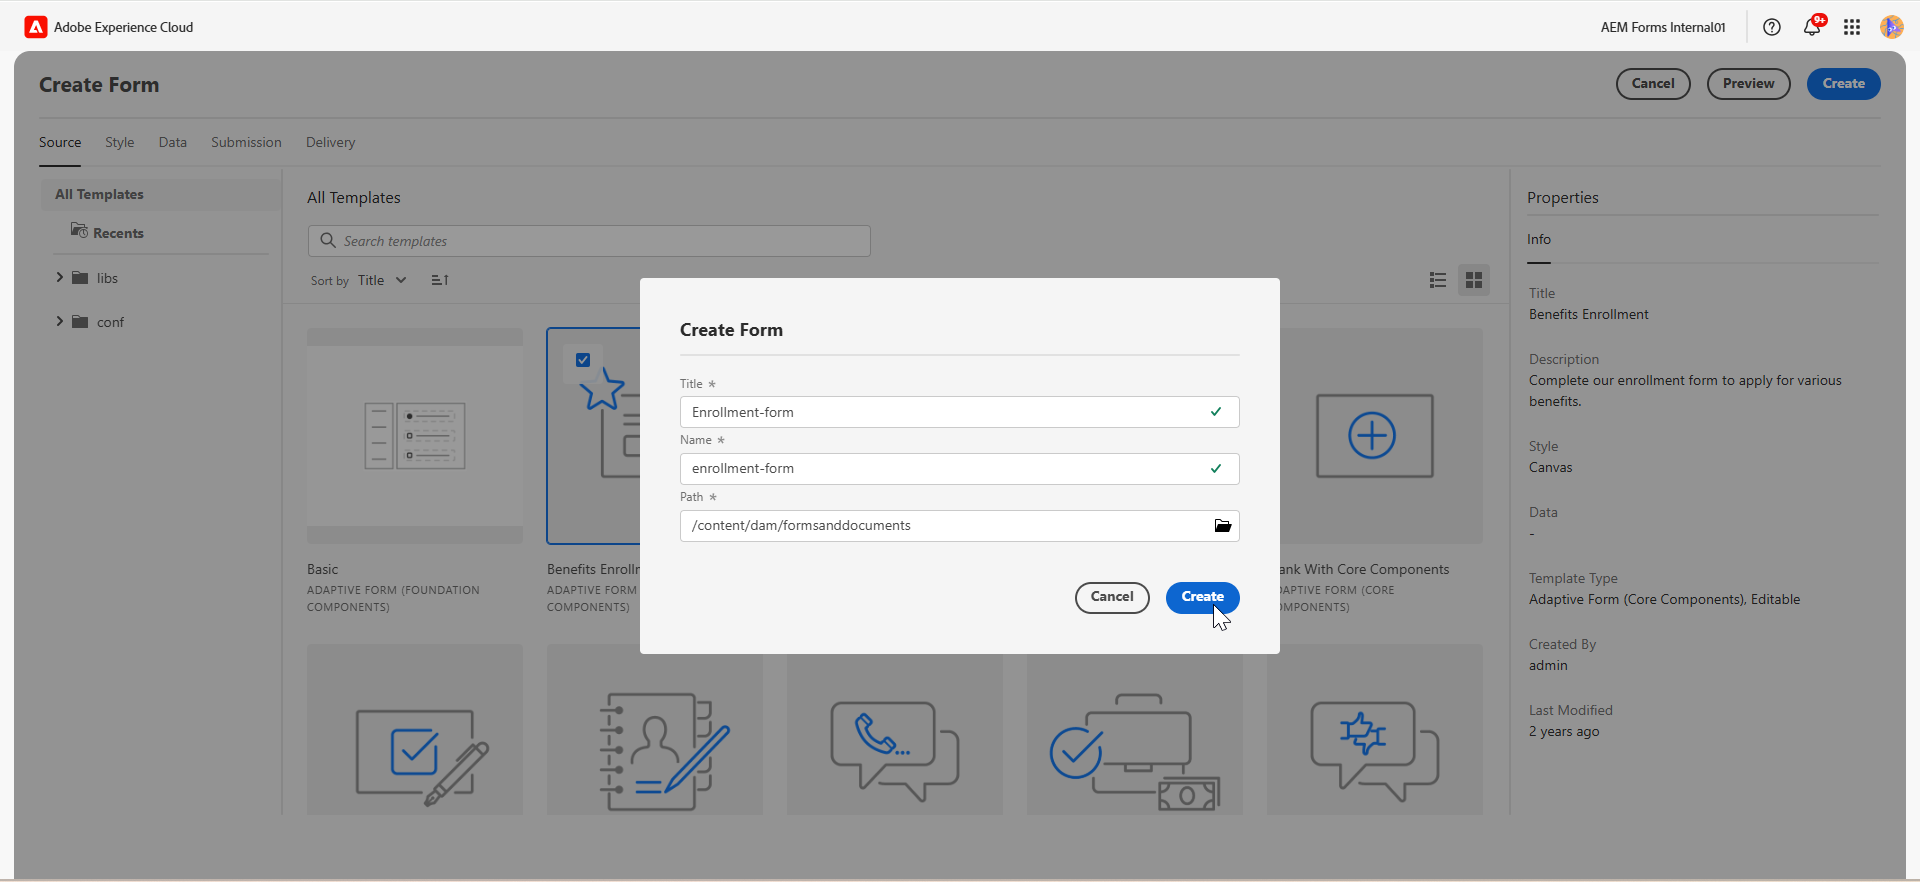 Adobe Experience Cloud
AEM Forms Internal01
9+
Create Form
Cancel
Preview
Create
Source
Style
Data
Submission
Delivery
All Templates
Recents
libs
conf
All Templates
Search templates
Sort by Title
Basic
ADAPTIVE FORM (FOUNDATION
COMPONENTS)
Benefits Enrollr
ADAPTIVE FORM
COMPONENTS)
ank With Core Components
DAPTIVE FORM (CORE
OMPONENTS)
Create Form
Title *
Enrollment-form
Name *
enrollment-form
Path *
/content/dam/formsanddocuments
Cancel
Create
Properties
Info
Title
Benefits Enrollment
Description
Complete our enrollment form to apply for various
benefits.
Style
Canvas
Data
-
Template Type
Adaptive Form (Core Components), Editable
Created By
admin
Last Modified
2 years ago